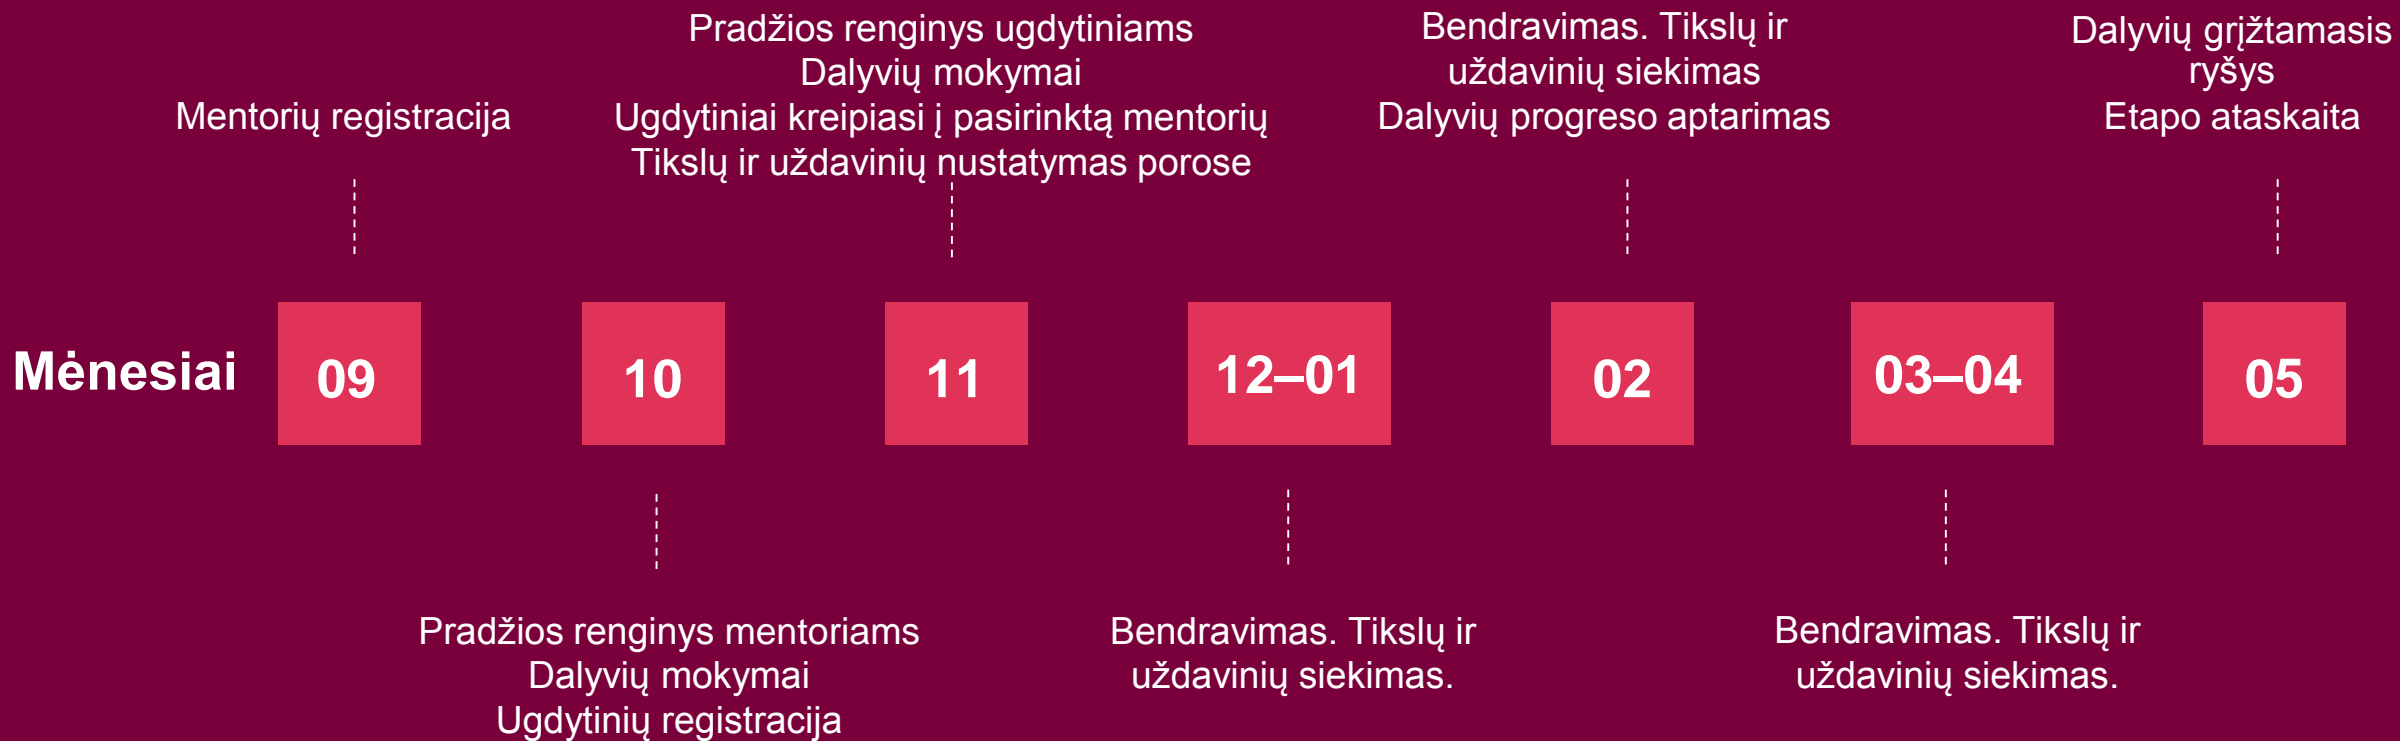 Mentorių registracija
Pradžios renginys ugdytiniams
Dalyvių mokymai
Ugdytiniai kreipiasi į pasirinktą mentorių
Tikslų ir uždavinių nustatymas porose
Bendravimas. Tikslų ir
uždavinių siekimas
Dalyvių progreso aptarimas
Dalyvių grįžtamasis
ryšys
Etapo ataskaita
Mėnesiai
09
10
11
12–01
02
03–04
05
Pradžios renginys mentoriams
Dalyvių mokymai
Ugdytinių registracija
Bendravimas. Tikslų ir
uždavinių siekimas.
Bendravimas. Tikslų ir
uždavinių siekimas.